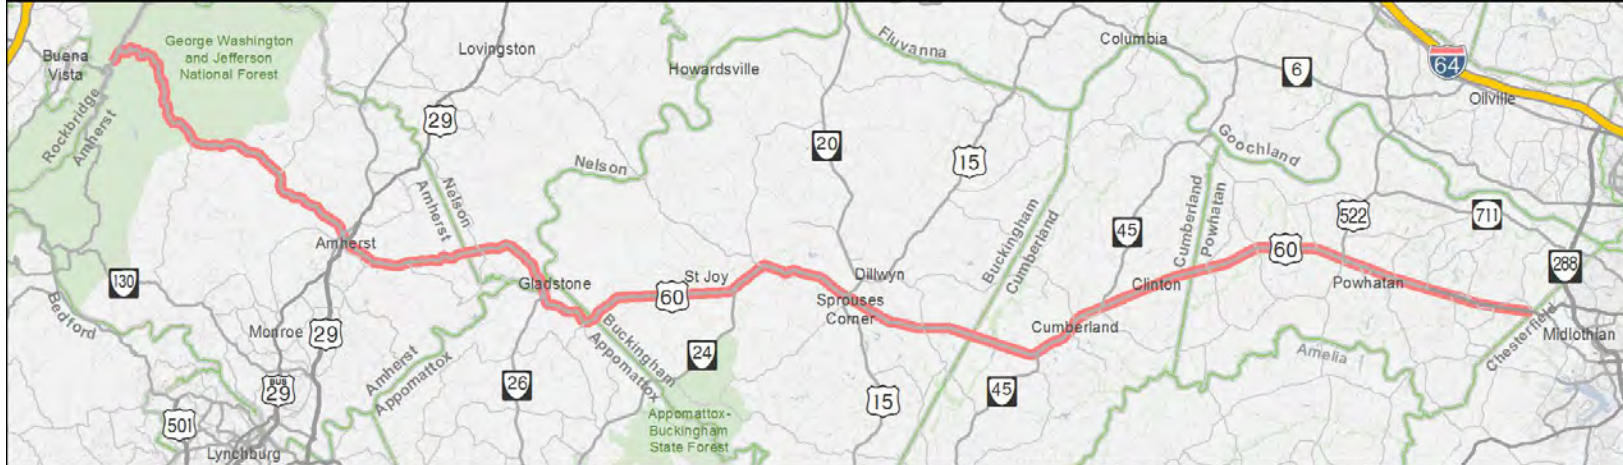 Buena
Vista
George Washington
and Jefferson
National Forest
Lovingston
Howardsville
Fluvanna
Columbia
6
64
Oilville
Rockbridge
Amherst
29
20
15
Goochland
Nelson
Nelson
Amherst
Buckingham
Cumberland
45
Cumberland
Powhatan
522
711
Amherst
60
288
130
Gladstone
St Joy
60
Dillwyn
Sprouses
Corner
Clinton
Powhatan
Bedford
Monroe
29
Cumberland
Chesterfield
Midlothian
Buckingham
Appomattox
24
Amherst
Appomattox
Amelia
BUS
29
26
45
15
501
Appomattox-
Buckingham
State Forest
Lynchburg